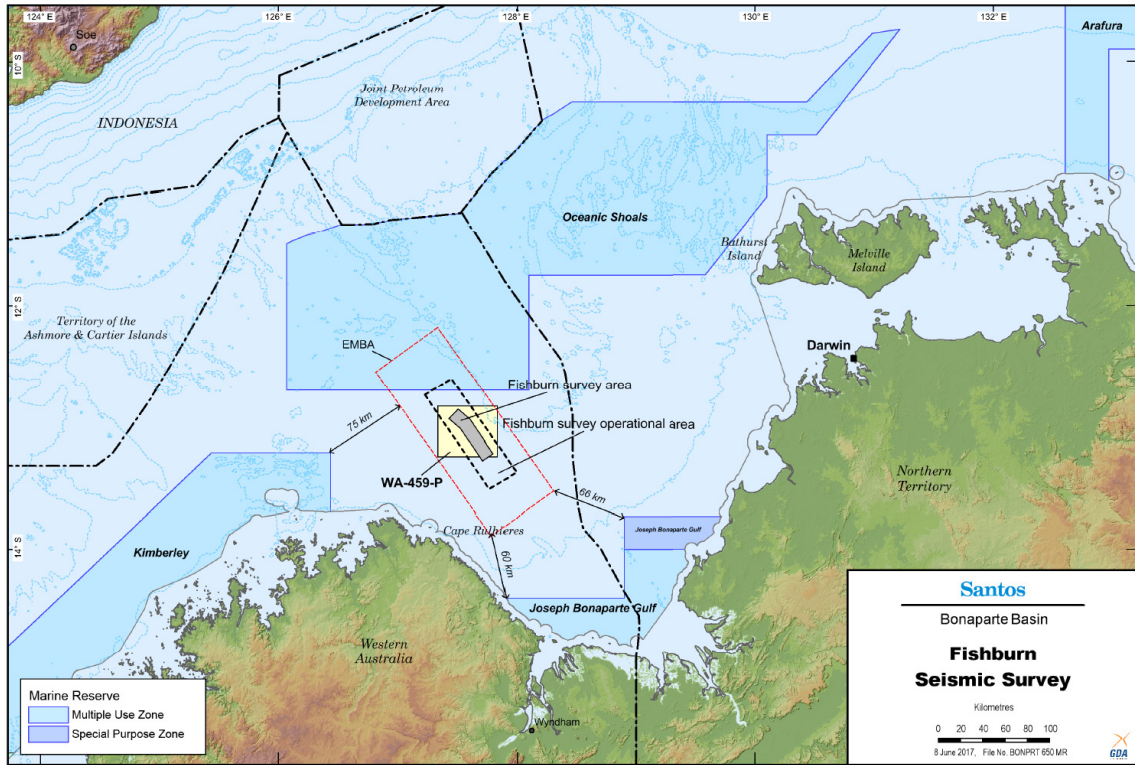 124° E
126° E
128° E
130° E
132° E
Soe
Arafura
10° S
Joint Petroleum
Development Area
INDONESIA
Oceanic Shoals
Bathurst
Island
Melville
Island
12° S
Territory of the
Ashmore & Cartier Islands
EMBA
Darwin
Fishburn survey area
75 km
Fishburn survey operational area
WA-459-P
Northern
Territory
66 km
Cape Rulhieres
Joseph Bonaparte Gulf
14° S
Kimberley
60 km
Joseph Bonaparte Gulf
Western
Australia
Wyndham
Marine Reserve
Multiple Use Zone
Special Purpose Zone
Santos
Bonaparte Basin
Fishburn
Seismic Survey
Kilometres
0 20 40 60 80 100
8 June 2017, File No. BONPRT 650 MR
GDA